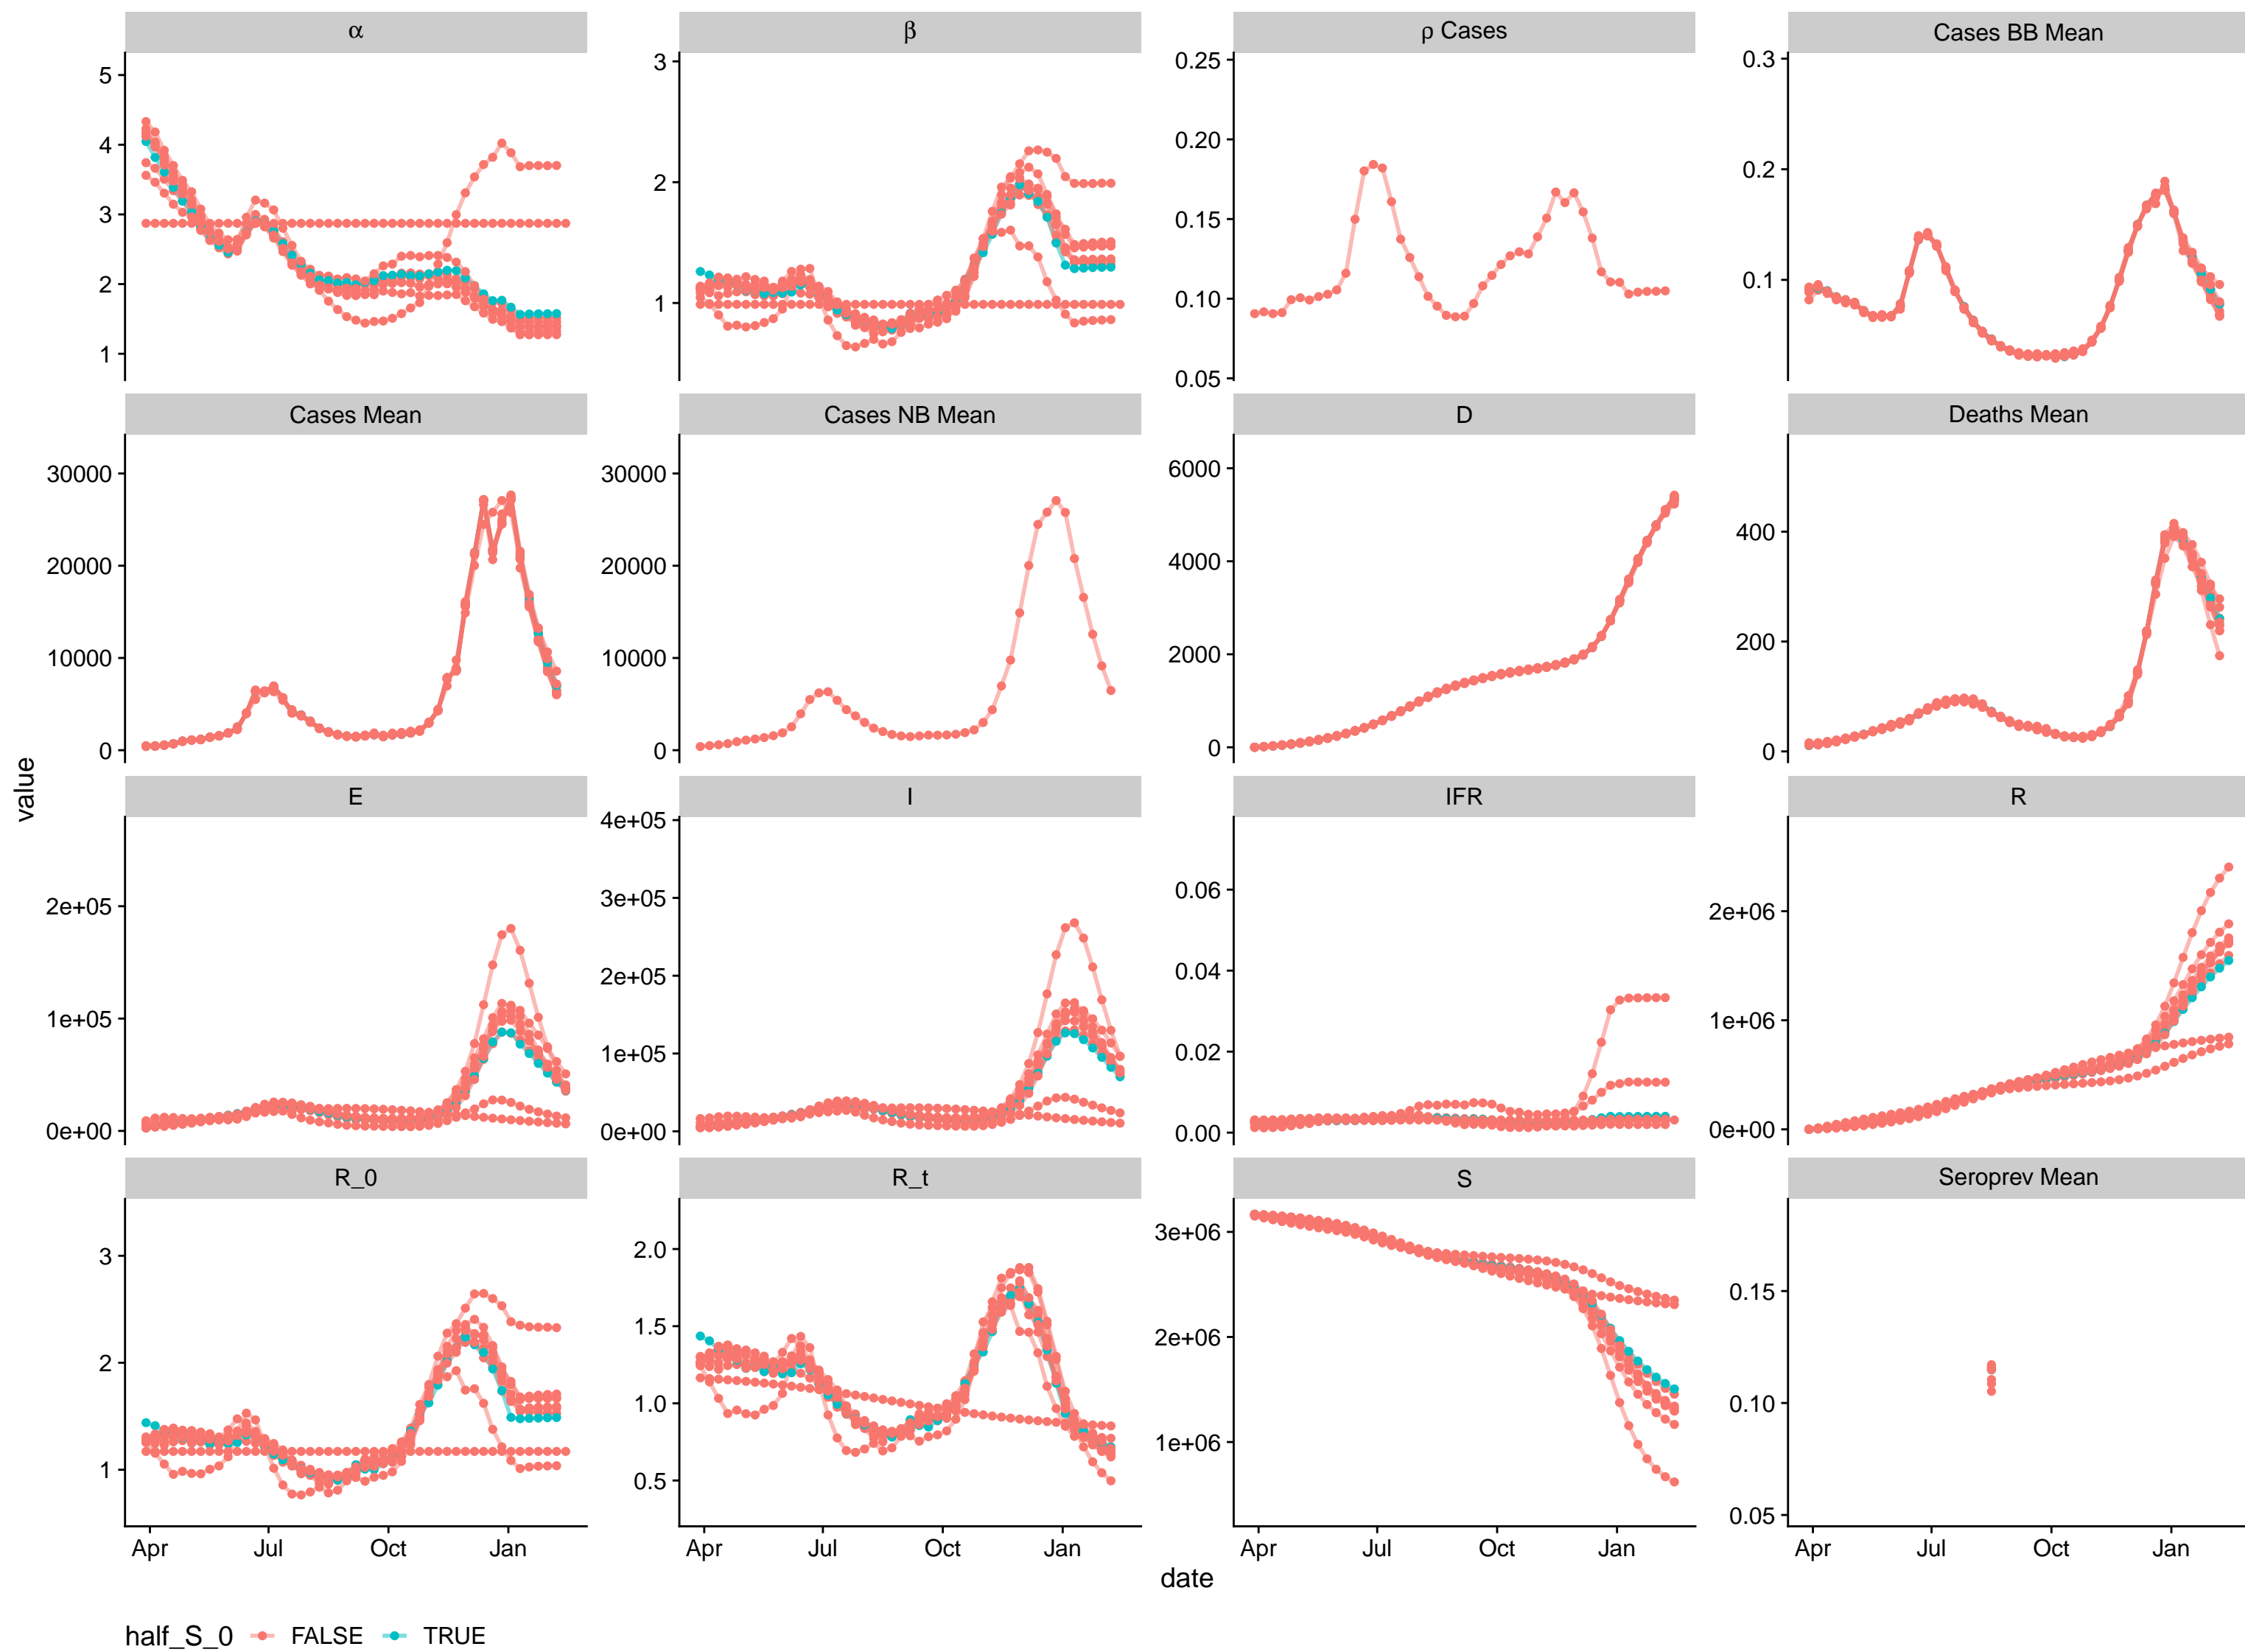 α
β
ρ Cases
Cases BB Mean
5
4
3
2
1
3
2
1
0.25
0.20
0.15
0.10
0.05
0.3
0.2
0.1
Cases Mean
Cases NB Mean
D
Deaths Mean
30000
20000
10000
0
30000
20000
10000
0
6000
4000
2000
0
400
200
0
value
E
I
IFR
R
2e+05
1e+05
0e+00
4e+05
3e+05
2e+05
1e+05
0e+00
0.06
0.04
0.02
0.00
2e+06
1e+06
0e+00
R_0
R_t
S
Seroprev Mean
3
2
1
2.0
1.5
1.0
0.5
3e+06
2e+06
1e+06
0.15
0.10
0.05
Apr Jul Oct Jan
Apr Jul Oct Jan
Apr Jul Oct Jan
Apr Jul Oct Jan
date
half_S_0 FALSE TRUE